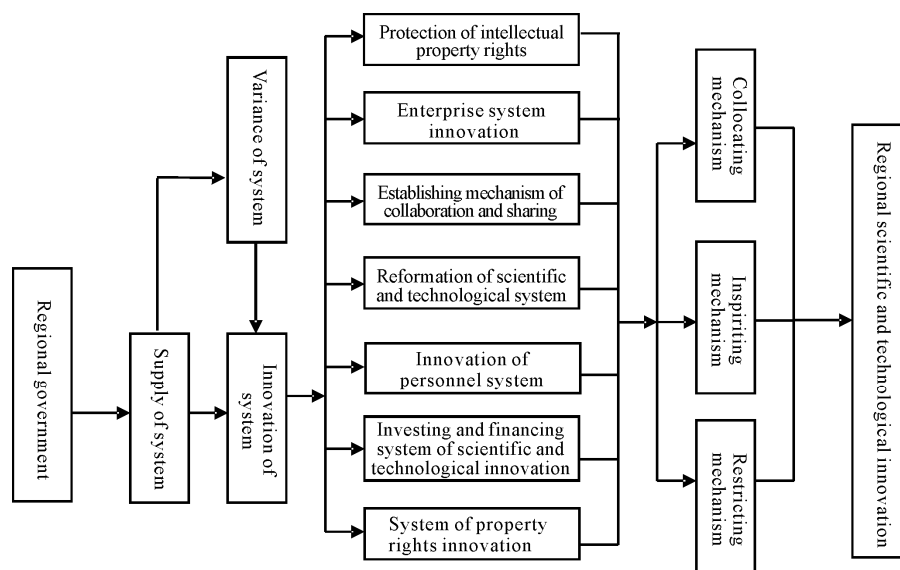 Regional government
Supply of system
Variance of system
Innovation of
system
Protection of intellectual
property rights
Enterprise system
innovation
Establishing mechanism of
collaboration and sharing
Reformation of scientific
and technological system
Innovation of
personnel system
Investing and financing
system of scientific and
technological innovation
System of property
rights innovation
Collocating
mechanism
Inspiriting
mechanism
Restricting
mechanism
Regional scientific and technological innovation